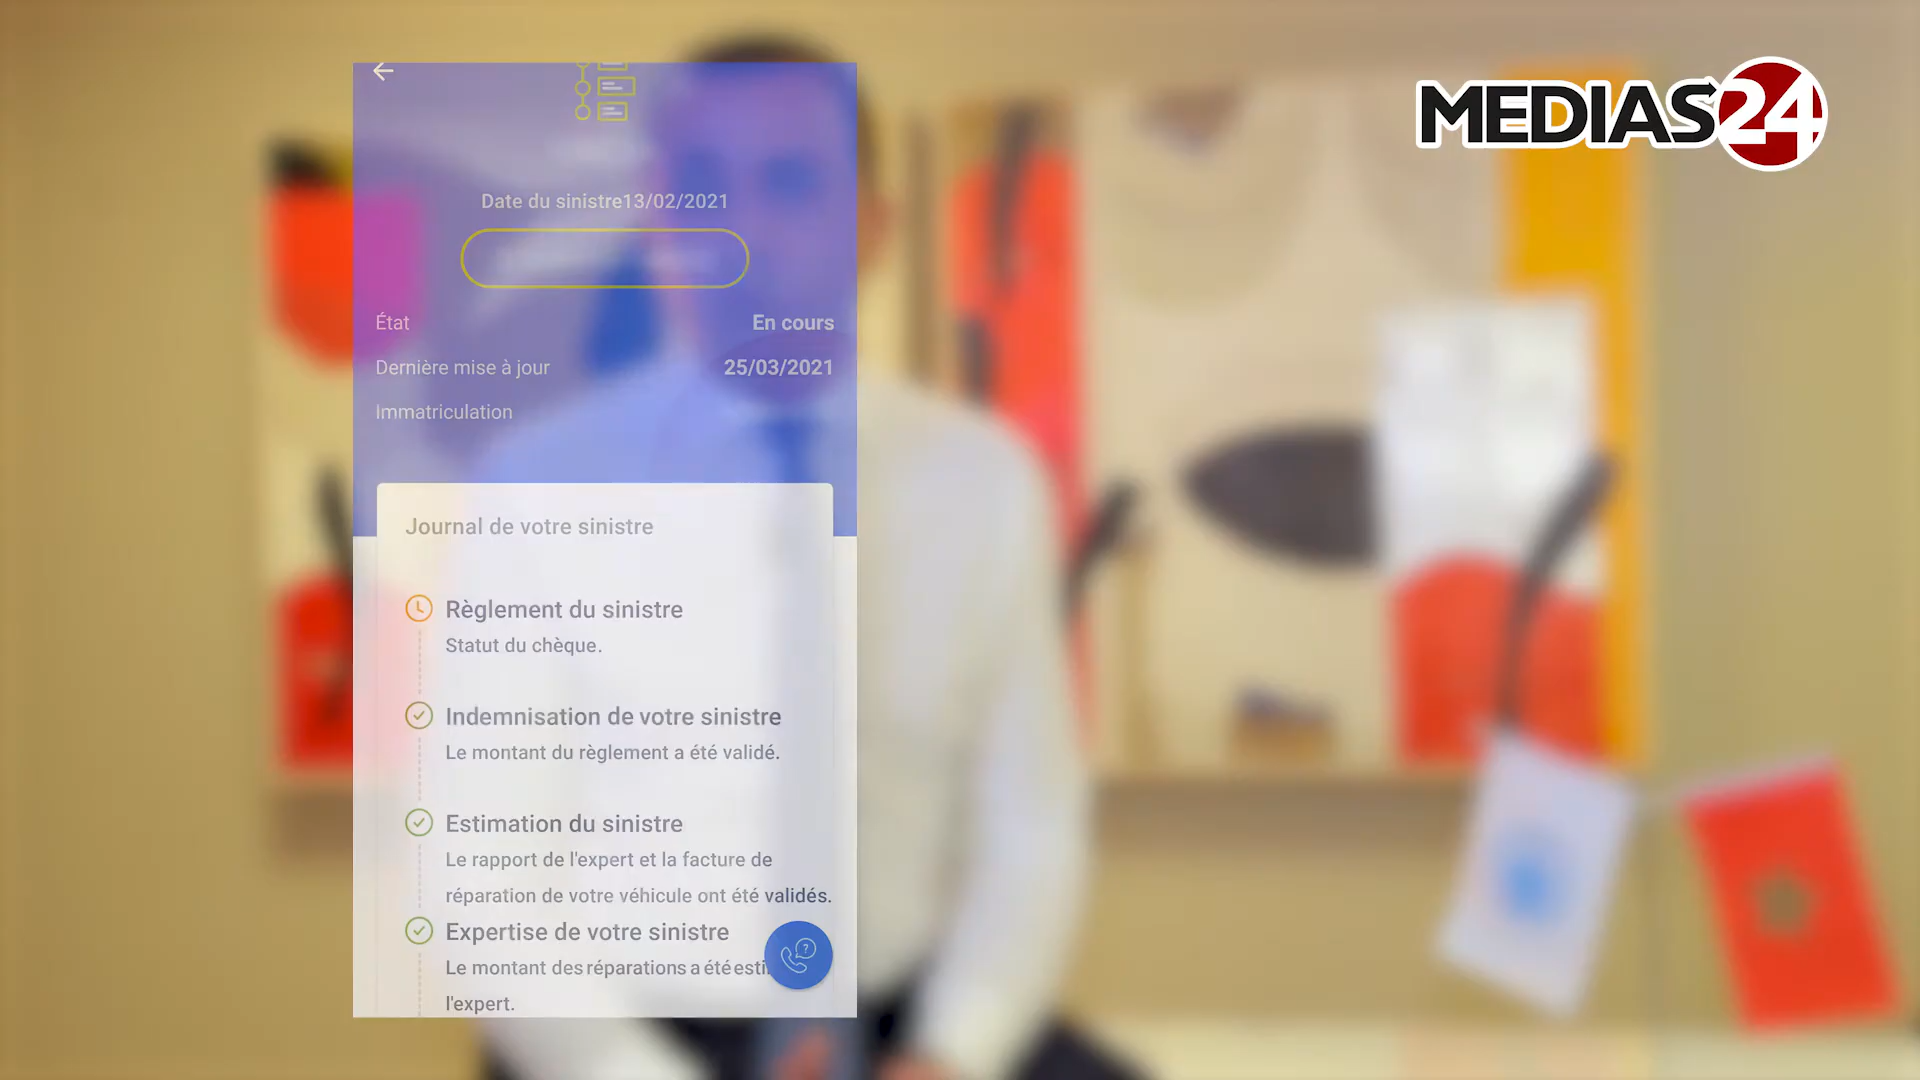 MEDIAS24
Date du sinistre13/02/2021
État
En cours
Dernière mise à jour
25/03/2021
Immatriculation
Journal de votre sinistre
Règlement du sinistre
Statut du chèque.
Indemnisation de votre sinistre
Le montant du règlement a été validé.
Estimation du sinistre
Le rapport de l'expert et la facture de
réparation de votre véhicule ont été validés.
Expertise de votre sinistre
Le montant des réparations a été
l'expert.